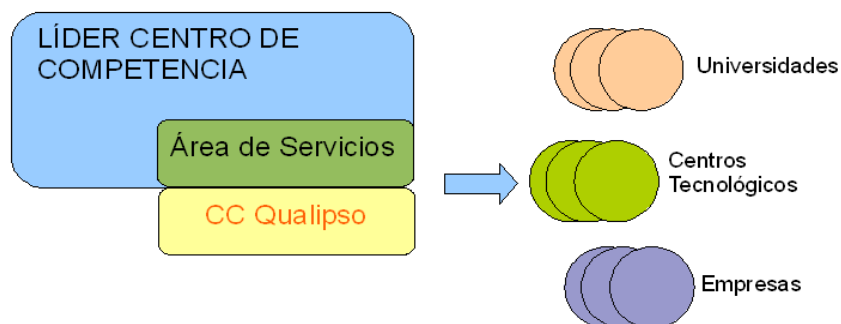 LÍDER CENTRO DE
COMPETENCIA
Área de Servicios
CC Qualipso
Universidades
Centros
Tecnológicos
Empresas